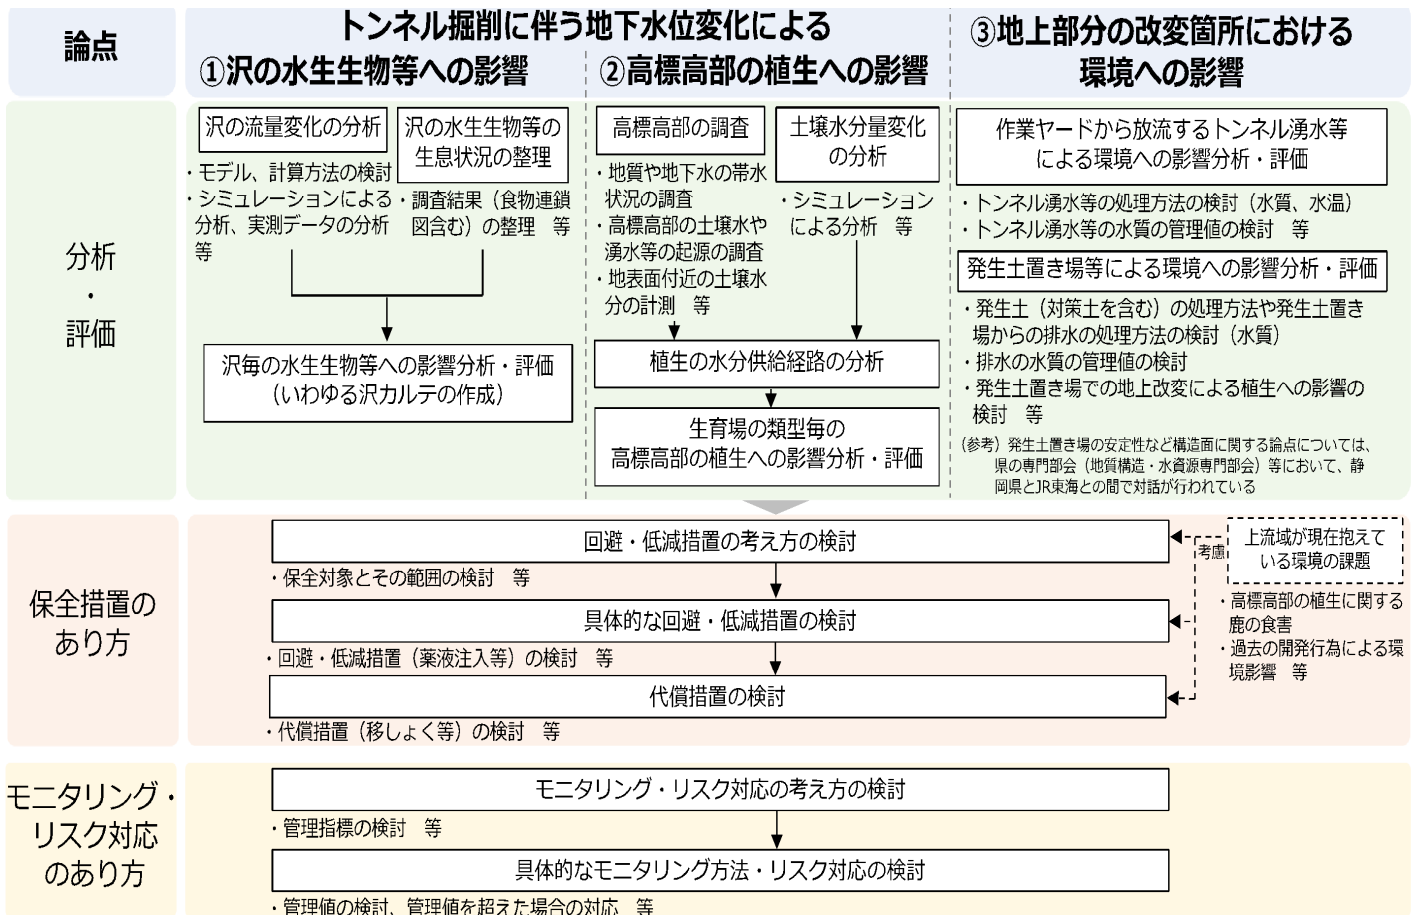 論点
トンネル掘削に伴う地下水位変化による
①沢の水生生物等への影響
②高標高部の植生への影響
③地上部分の改変箇所における
環境への影響
分析
・
評価
沢の流量変化の分析
・モデル、計算方法の検討
・シミュレーションによる
分析、実測データの分析
等
沢の水生生物等の
生息状況の整理
・調査結果（食物連鎖
図含む）の整理　等
沢毎の水生生物等への影響分析・評価
（いわゆる沢カルテの作成）
高標高部の調査
・地質や地下水の帯水
状況の調査
・高標高部の土壌水や
湧水等の起源の調査
・地表面付近の土壌水
分の計測　等
土壌水分量変化
の分析
・シミュレーション
による分析　等
植生の水分供給経路の分析
生育場の類型毎の
高標高部の植生への影響分析・評価
作業ヤードから放流するトンネル湧水等
による環境への影響分析・評価
・トンネル湧水等の処理方法の検討（水質、水温）
・トンネル湧水等の水質の管理値の検討　等
発生土置き場等による環境への影響分析・評価
・発生土（対策土を含む）の処理方法や発生土置き
場からの排水の処理方法の検討（水質）
・排水の水質の管理値の検討
・発生土置き場での地上改変による植生への影響の
検討　等
（参考）発生土置き場の安定性など構造面に関する論点については、
県の専門部会（地質構造・水資源専門部会）等において、静
岡県とJR東海との間で対話が行われている
保全措置の
あり方
回避・低減措置の考え方の検討
・保全対象とその範囲の検討　等
具体的な回避・低減措置の検討
・回避・低減措置（薬液注入等）の検討　等
代償措置の検討
・代償措置（移しょく等）の検討　等
考慮
上流域が現在抱えて
いる環境の課題
・高標高部の植生に関する
鹿の食害
・過去の開発行為による環
境影響　等
モニタリング・
リスク対応
のあり方
モニタリング・リスク対応の考え方の検討
・管理指標の検討　等
具体的なモニタリング方法・リスク対応の検討
・管理値の検討、管理値を超えた場合の対応　等